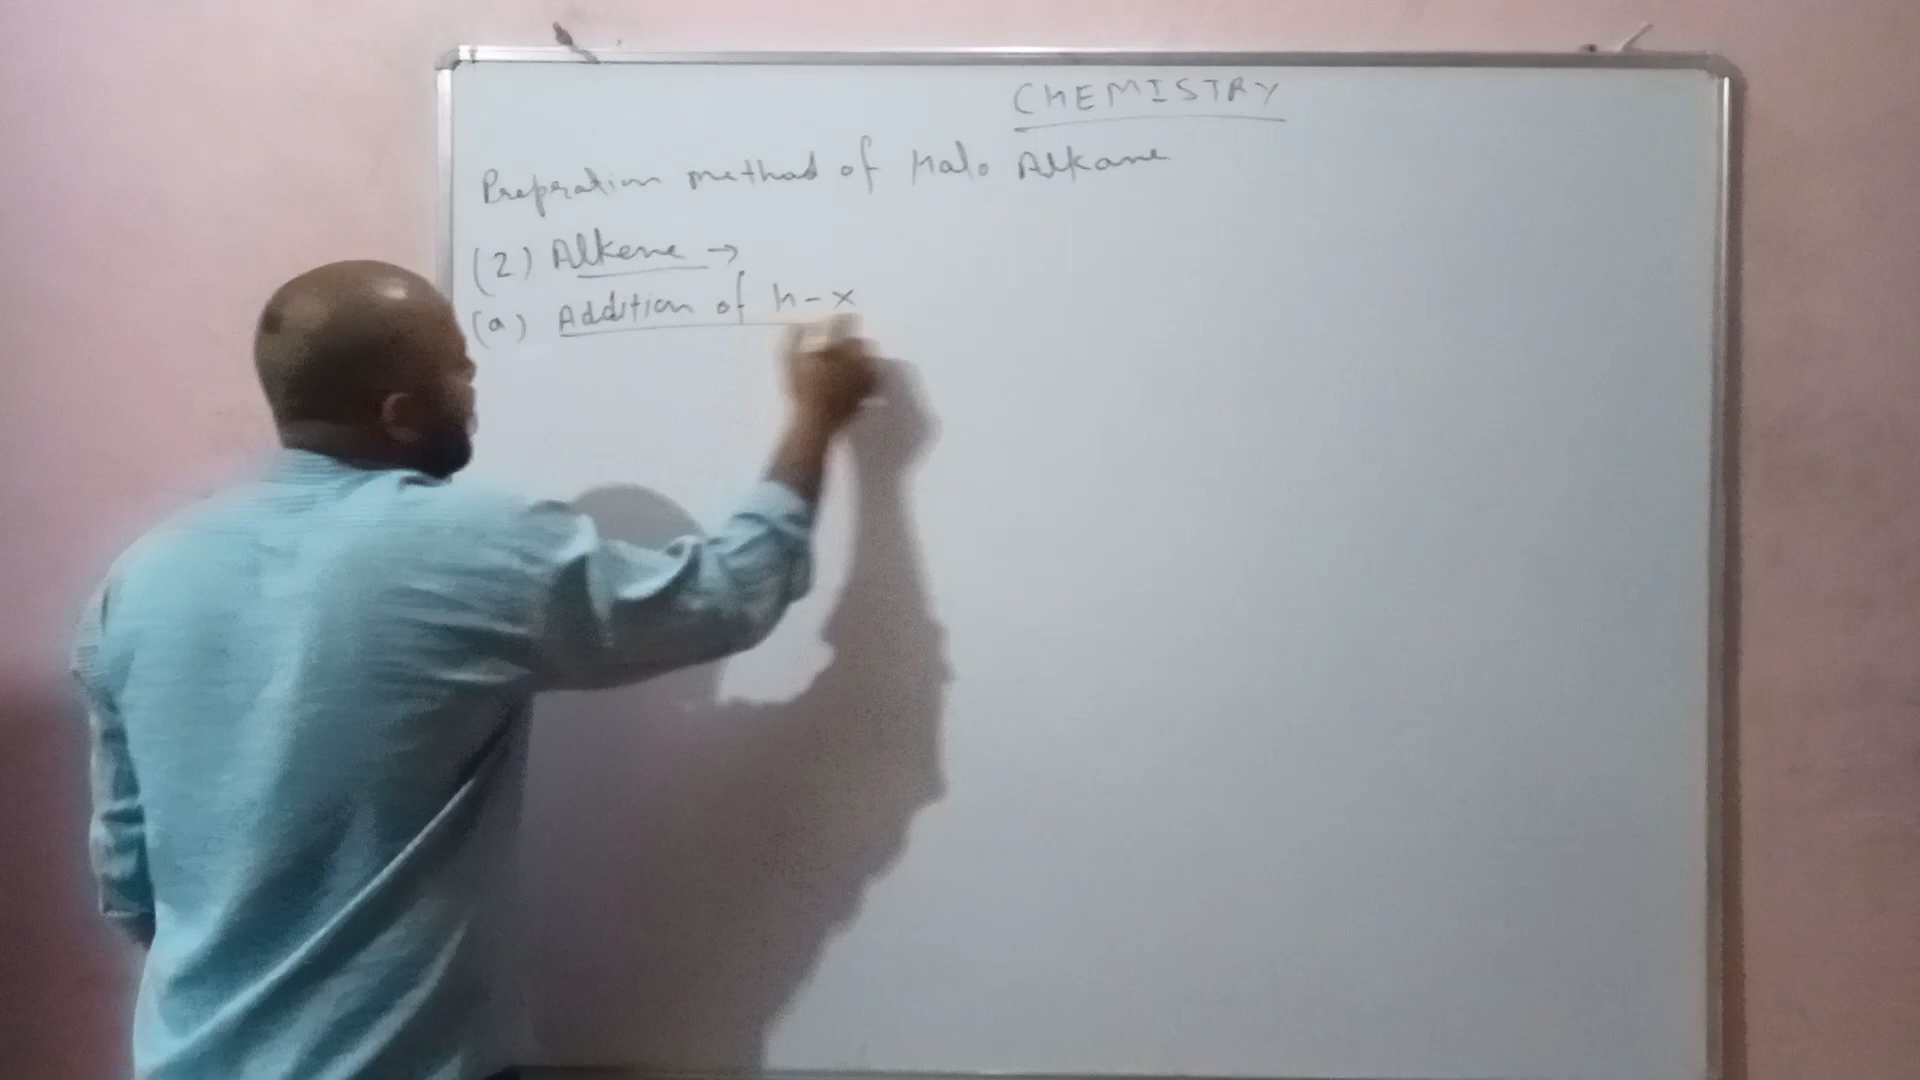 CHEMISTRY
Prepration method of Halo Alkane
(2) Alkene →
(a) Addition of H-X